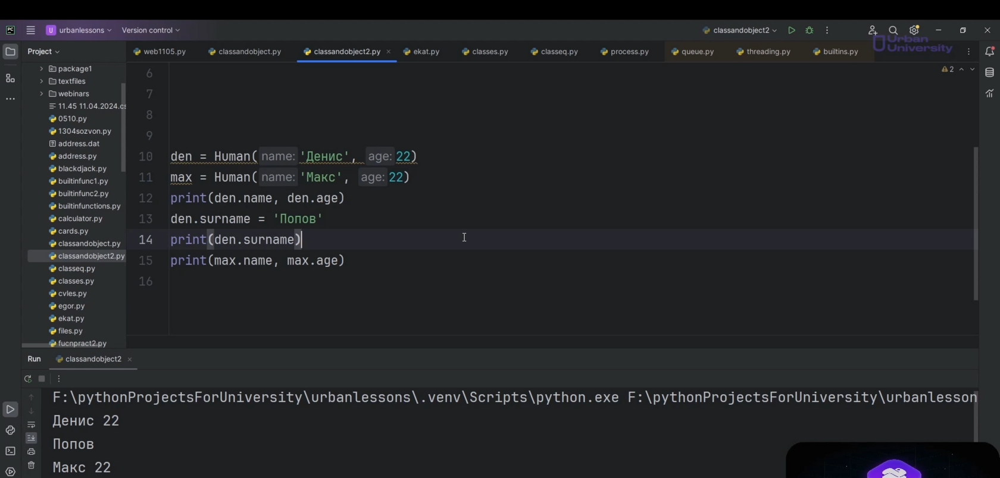 urbanlessons
Version control
classandobject2
Urban
University
Project
web1105.py
classandobject.py
classandobject2.py
ekat.py
classes.py
classeq.py
process.py
queue.py
threading.py
builtins.py
package1
textfiles
webinars
11.45 11.04.2024.cs
0510.py
1304sozvon.py
address.dat
address.py
blackdjack.py
builtinfunc1.py
builtinfunc2.py
builtinfunctions.py
calculator.py
cards.py
classandobject.py
classandobject2.py
classeq.py
classes.py
cvles.py
egor.py
ekat.py
files.py
fucnpract2.py
2
6
7
8
9
10 den = Human( name: 'Денис', age: 22)
11 max = Human( name: 'Макс', age: 22)
12 print(den.name, den.age)
13 den.surname = 'Попов'
14 print(den.surname)
15 print(max.name, max.age)
16
Run
classandobject2
F:\pythonProjectsForUniversity\urbanlessons\.venv\Scripts\python.exe F:\pythonProjectsForUniversity\urbanlesson
Денис 22
Попов
Макс 22